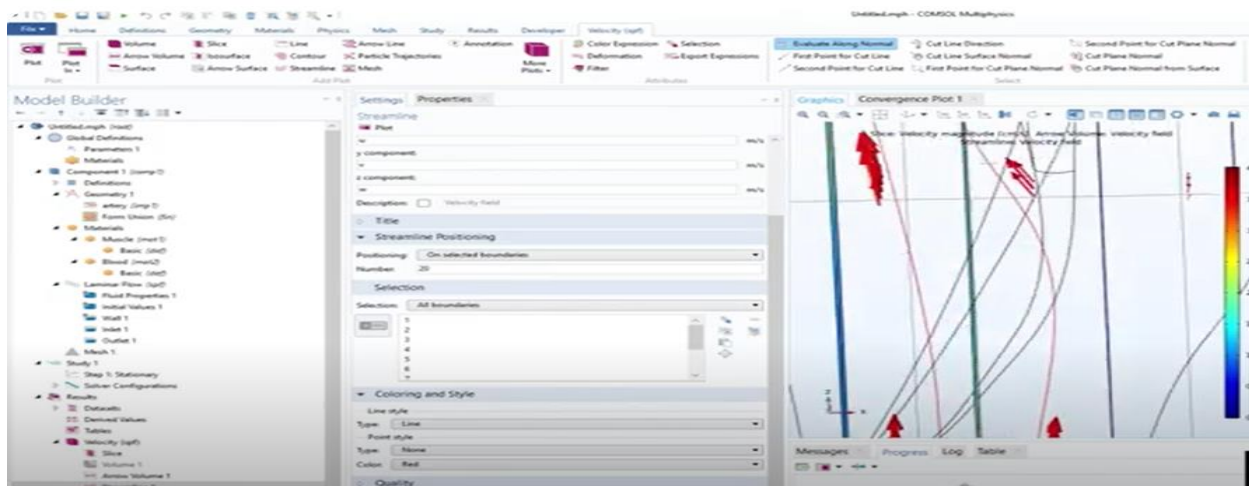 Untitled.mph - COMSOL Multiphysics
File Home Definitions Geometry Materials Physics Mesh Study Results Developer Velocity (spf)
Plot
Plot In
Volume
Arrow Volume
Surface
Slice
Isosurface
Arrow Surface
Line
Contour
Streamline
Arrow Line
Particle Trajectories
Mesh
Annotation
More Plots
Color Expression
Deformation
Filter
Selection
Export Expressions
Evaluate Along Normal
First Point for Cut Line
Second Point for Cut Line
Cut Line Direction
Cut Line Surface Normal
First Point for Cut Plane Normal
Second Point for Cut Plane Normal
Cut Plane Normal
Cut Plane Normal from Surface
Plot
Add Plot
Attributes
Select
Model Builder
Untitled.mph (root)
Global Definitions
Parameters 1
Materials
Component 1 (comp1)
Definitions
Geometry 1
artery (imp1)
Form Union (fin)
Materials
Muscle (mat1)
Basic (def)
Blood (mat2)
Basic (def)
Laminar Flow (spf)
Fluid Properties 1
Initial Values 1
Wall 1
Inlet 1
Outlet 1
Mesh 1
Study 1
Step 1: Stationary
Solver Configurations
Results
Datasets
Derived Values
Tables
Velocity (spf)
Slice
Volume 1
Arrow Volume 1
Settings Properties
Streamline
Plot
m/s
y component:
v m/s
z component:
w m/s
Description: Velocity field
Title
Streamline Positioning
Positioning: On selected boundaries
Number: 20
Selection
Selection: All boundaries
1
2
3
4
5
6
Coloring and Style
Line style
Type: Line
Point style
Type: None
Color: Red
Quality
Graphics Convergence Plot 1
Slice: Velocity magnitude (cm/s) Arrow Volume: Velocity field
Streamline: Velocity field
Messages Progress Log Table